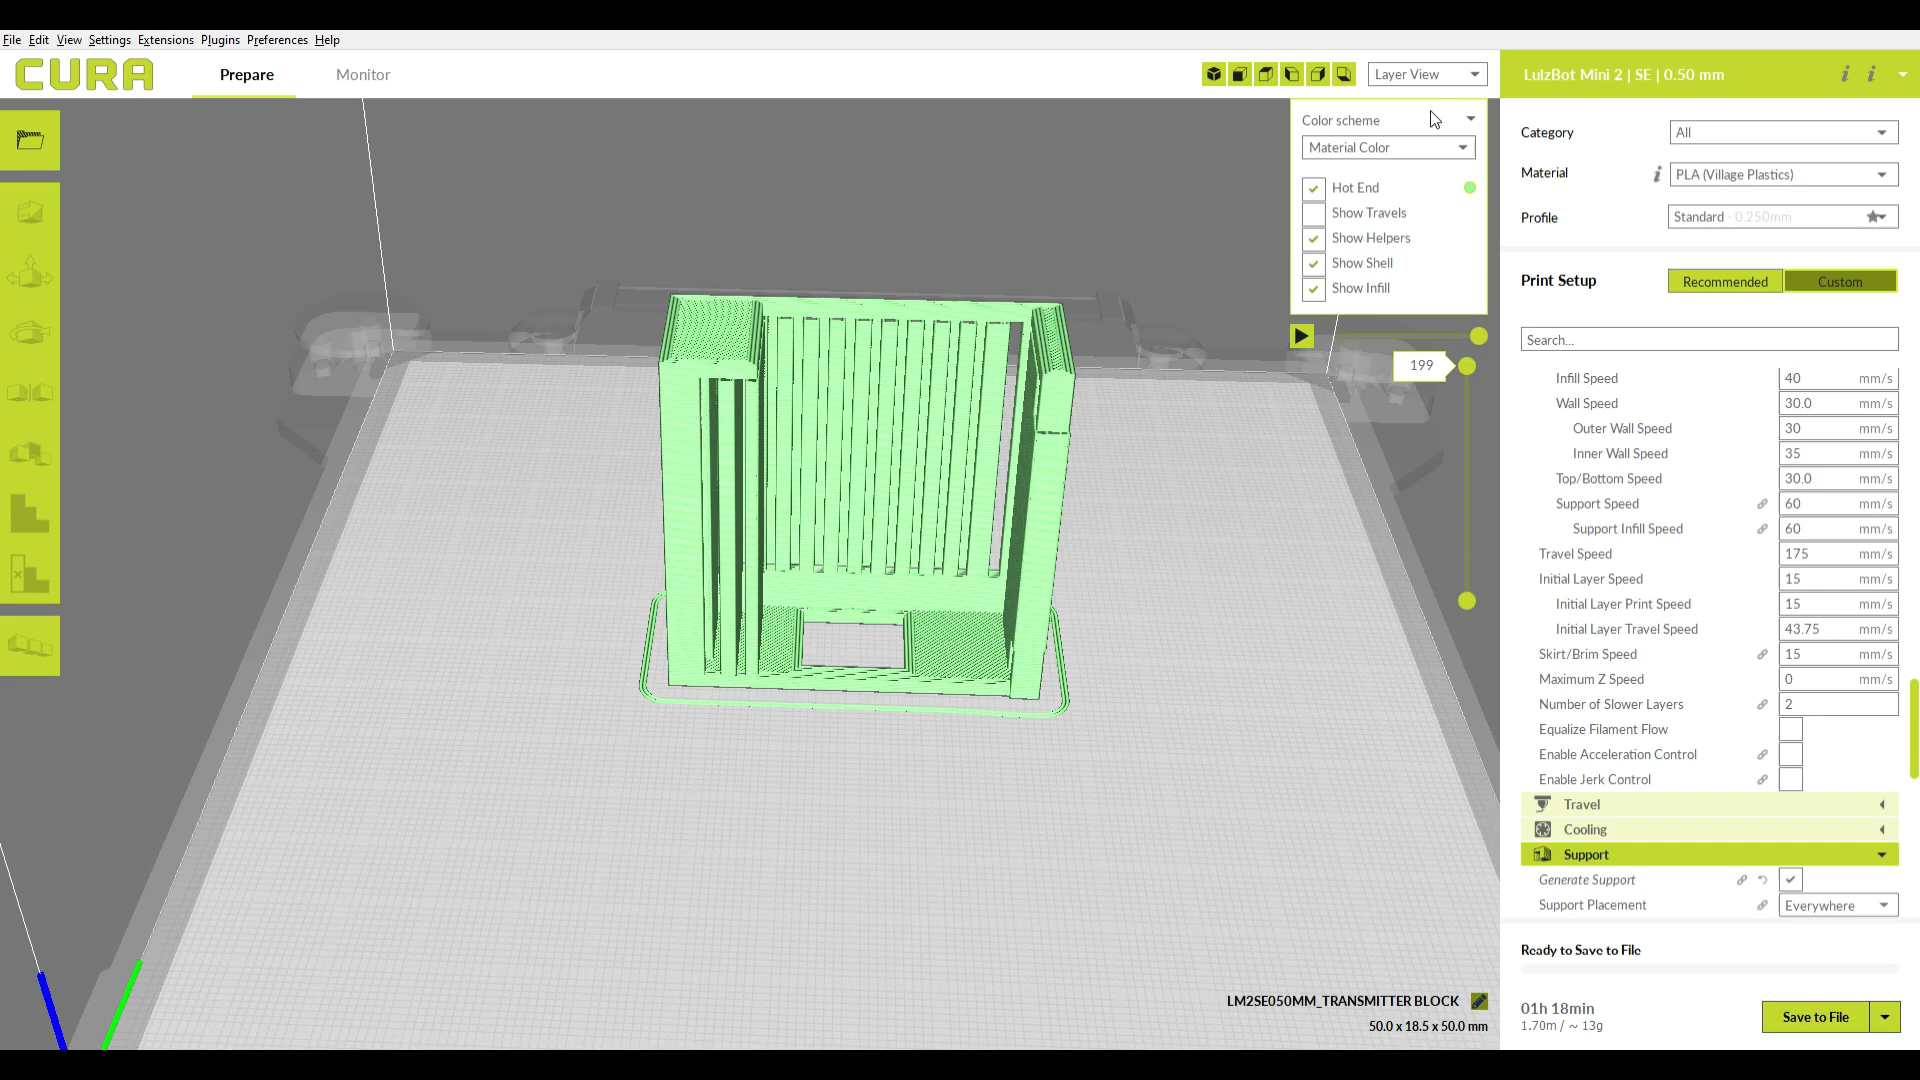 File Edit View Settings Extensions Plugins Preferences Help
CURA
Prepare
Monitor
Layer View
LulzBot Mini 2 | SE | 0.50 mm
Color scheme
Material Color
Hot End
Show Travels
Show Helpers
Show Shell
Show Infill
199
Category
All
Material
PLA (Village Plastics)
Profile
Standard - 0.250mm
Print Setup
Recommended
Custom
Search...
Infill Speed 40 mm/s
Wall Speed 30.0 mm/s
Outer Wall Speed 30 mm/s
Inner Wall Speed 35 mm/s
Top/Bottom Speed 30.0 mm/s
Support Speed 60 mm/s
Support Infill Speed 60 mm/s
Travel Speed 175 mm/s
Initial Layer Speed 15 mm/s
Initial Layer Print Speed 15 mm/s
Initial Layer Travel Speed 43.75 mm/s
Skirt/Brim Speed 15 mm/s
Maximum Z Speed 0 mm/s
Number of Slower Layers 2
Equalize Filament Flow
Enable Acceleration Control
Enable Jerk Control
Travel
Cooling
Support
Generate Support
Support Placement Everywhere
Ready to Save to File
01h 18min
1.70m / ~ 13g
Save to File
LM2SE050MM_TRANSMITTER BLOCK
50.0 x 18.5 x 50.0 mm